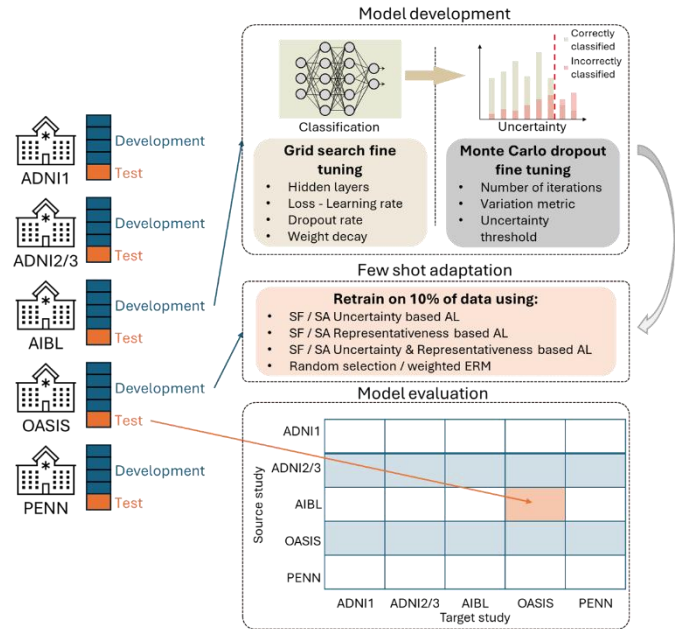 Model development
Correctly
classified
Incorrectly
classified
Classification
Uncertainty
Grid search fine
tuning
• Hidden layers
• Loss - Learning rate
• Dropout rate
• Weight decay
Monte Carlo dropout
fine tuning
• Number of iterations
• Variation metric
• Uncertainty
threshold
Development
Test
ADNI1
Development
Test
ADNI2/3
Development
Test
AIBL
Development
Test
OASIS
Development
Test
PENN
Few shot adaptation
Retrain on 10% of data using:
• SF / SA Uncertainty based AL
• SF / SA Representativeness based AL
• SF / SA Uncertainty & Representativeness based AL
• Random selection / weighted ERM
Model evaluation
Source study
ADNI1
ADNI2/3
AIBL
OASIS
PENN
ADNI1 ADNI2/3 AIBL OASIS PENN
Target study